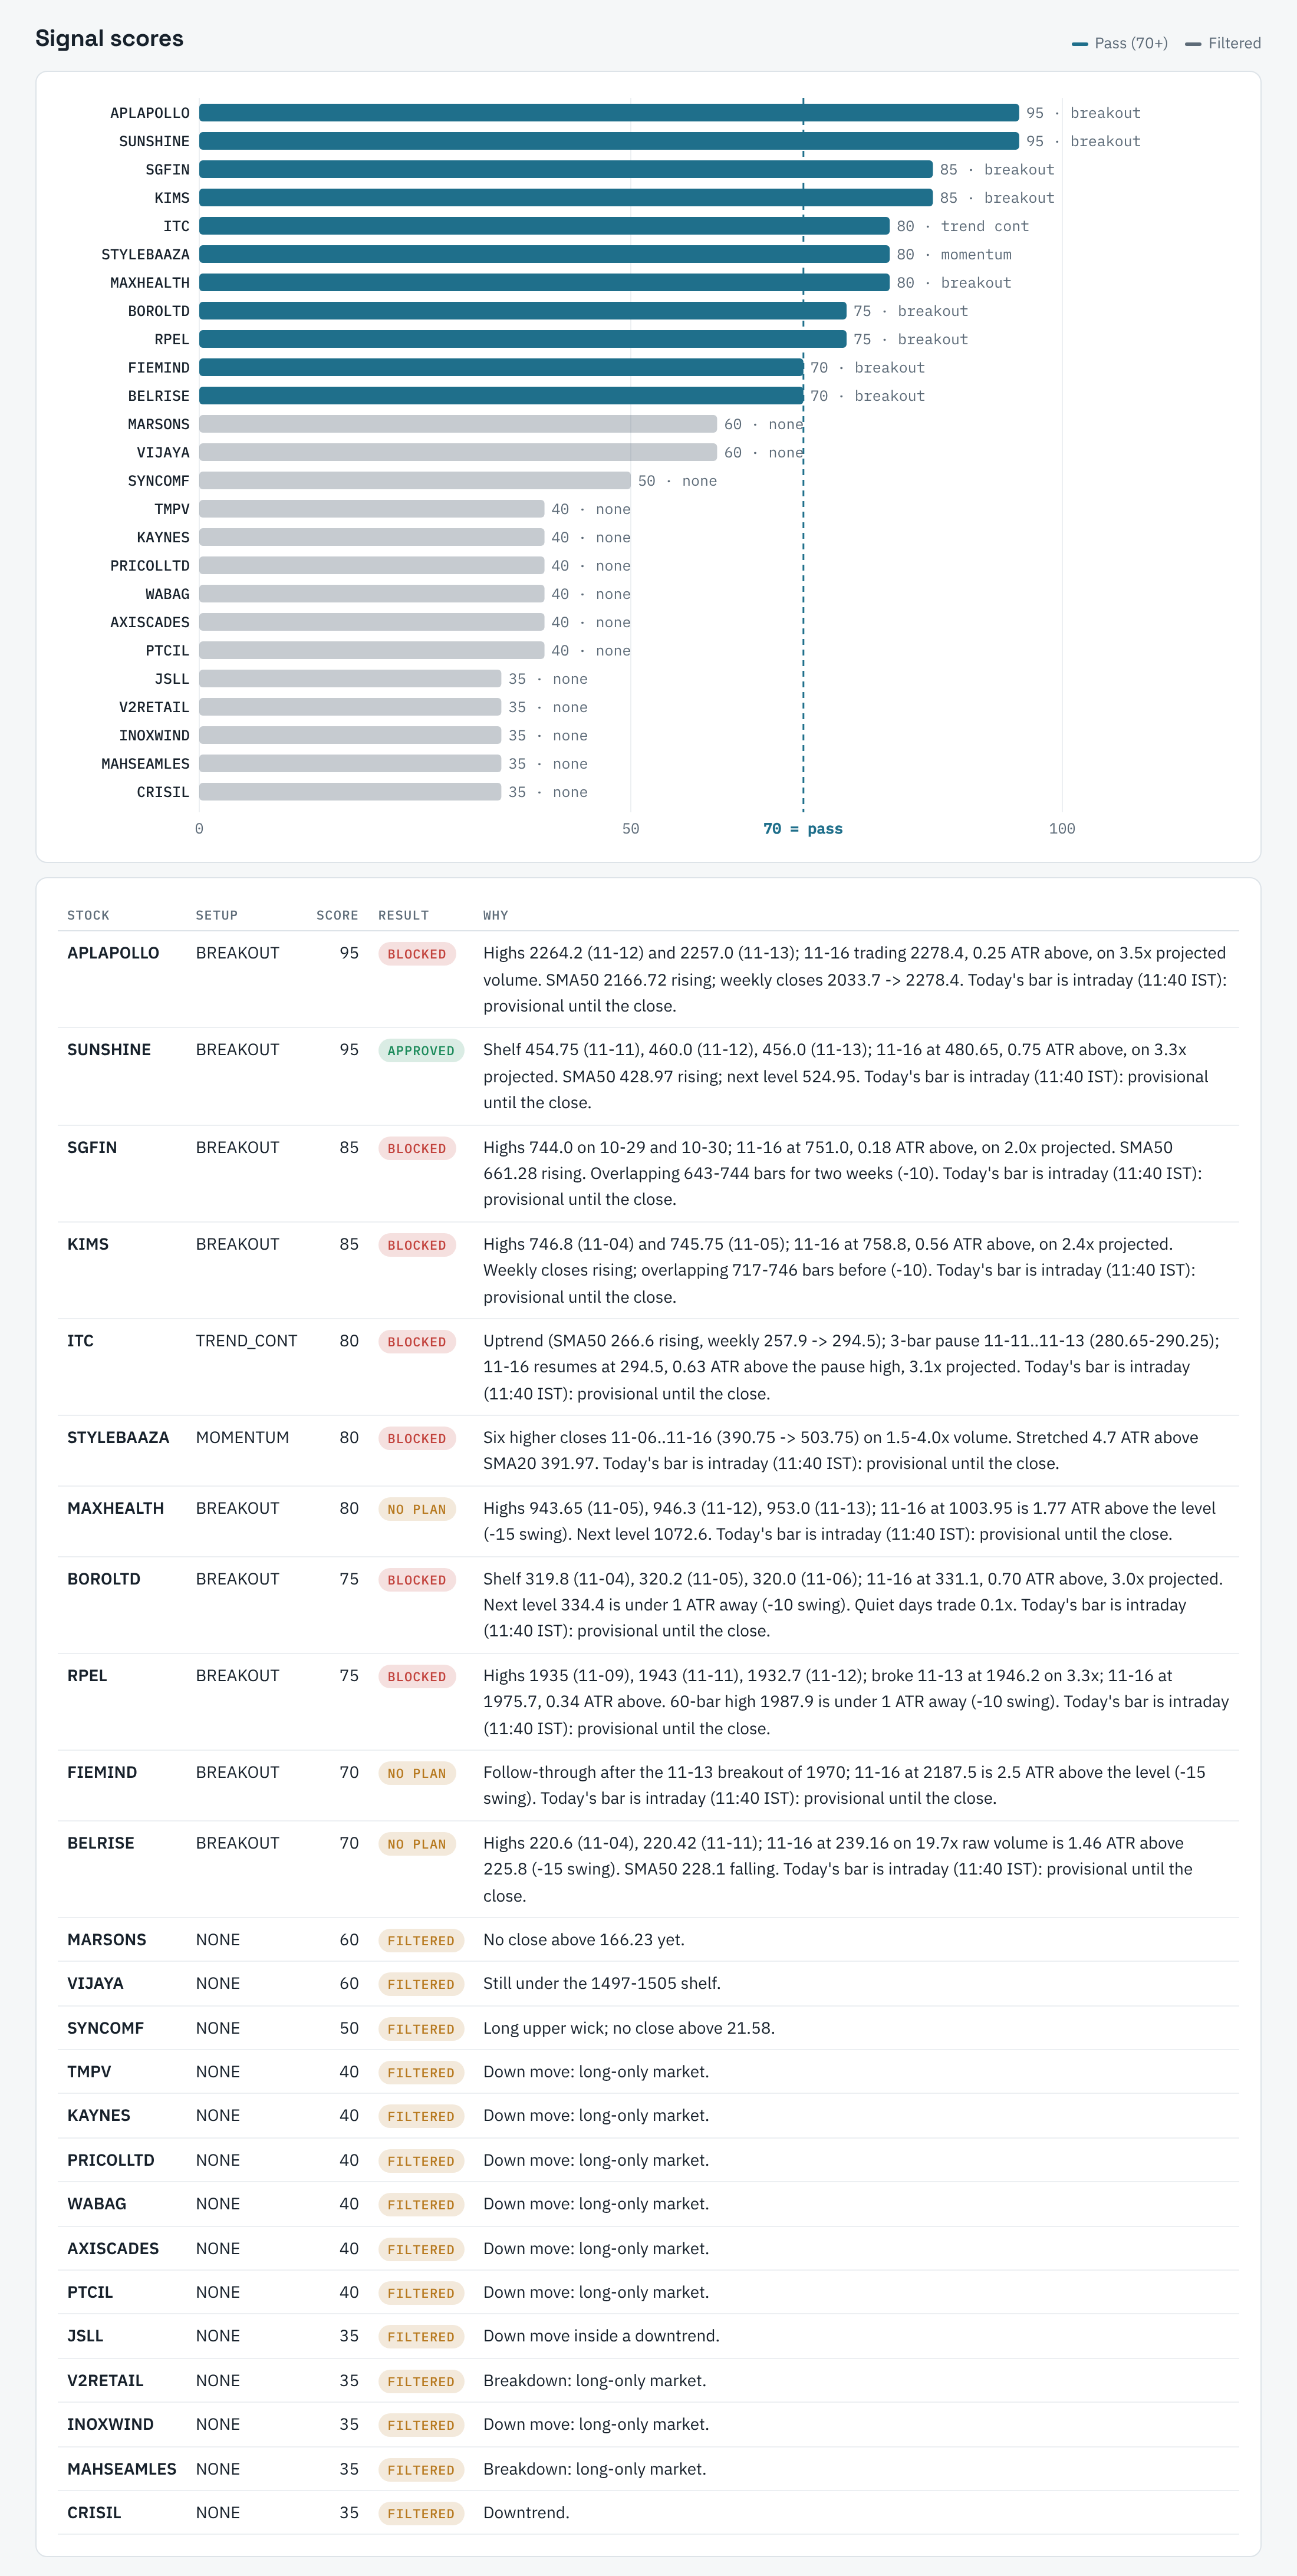 Signal scores
Pass (70+) Filtered
APLAPOLLO 95 · breakout
SUNSHINE 95 · breakout
SGFIN 85 · breakout
KIMS 85 · breakout
ITC 80 · trend cont
STYLEBAAZA 80 · momentum
MAXHEALTH 80 · breakout
BOROLTD 75 · breakout
RPEL 75 · breakout
FIEMIND 70 · breakout
BELRISE 70 · breakout
MARSONS 60 · none
VIJAYA 60 · none
SYNCOMF 50 · none
TMPV 40 · none
KAYNES 40 · none
PRICOLLTD 40 · none
WABAG 40 · none
AXISCADES 40 · none
PTCIL 40 · none
JSLL 35 · none
V2RETAIL 35 · none
INOXWIND 35 · none
MAHSEAMLES 35 · none
CRISIL 35 · none
0 50 70 = pass 100
STOCK SETUP SCORE RESULT WHY
APLAPOLLO BREAKOUT 95 BLOCKED Highs 2264.2 (11-12) and 2257.0 (11-13); 11-16 trading 2278.4, 0.25 ATR above, on 3.5x projected
volume. SMA50 2166.72 rising; weekly closes 2033.7 -> 2278.4. Today's bar is intraday (11:40 IST):
provisional until the close.
SUNSHINE BREAKOUT 95 APPROVED Shelf 454.75 (11-11), 460.0 (11-12), 456.0 (11-13); 11-16 at 480.65, 0.75 ATR above, on 3.3x
projected. SMA50 428.97 rising; next level 524.95. Today's bar is intraday (11:40 IST): provisional
until the close.
SGFIN BREAKOUT 85 BLOCKED Highs 744.0 on 10-29 and 10-30; 11-16 at 751.0, 0.18 ATR above, on 2.0x projected. SMA50
661.28 rising. Overlapping 643-744 bars for two weeks (-10). Today's bar is intraday (11:40 IST):
provisional until the close.
KIMS BREAKOUT 85 BLOCKED Highs 746.8 (11-04) and 745.75 (11-05); 11-16 at 758.8, 0.56 ATR above, on 2.4x projected.
Weekly closes rising; overlapping 717-746 bars before (-10). Today's bar is intraday (11:40 IST):
provisional until the close.
ITC TREND_CONT 80 BLOCKED Uptrend (SMA50 266.6 rising, weekly 257.9 -> 294.5); 3-bar pause 11-11..11-13 (280.65-290.25);
11-16 resumes at 294.5, 0.63 ATR above the pause high, 3.1x projected. Today's bar is intraday
(11:40 IST): provisional until the close.
STYLEBAAZA MOMENTUM 80 BLOCKED Six higher closes 11-06..11-16 (390.75 -> 503.75) on 1.5-4.0x volume. Stretched 4.7 ATR above
SMA20 391.97. Today's bar is intraday (11:40 IST): provisional until the close.
MAXHEALTH BREAKOUT 80 NO PLAN Highs 943.65 (11-05), 946.3 (11-12), 953.0 (11-13); 11-16 at 1003.95 is 1.77 ATR above the level
(-15 swing). Next level 1072.6. Today's bar is intraday (11:40 IST): provisional until the close.
BOROLTD BREAKOUT 75 BLOCKED Shelf 319.8 (11-04), 320.2 (11-05), 320.0 (11-06); 11-16 at 331.1, 0.70 ATR above, 3.0x projected.
Next level 334.4 is under 1 ATR away (-10 swing). Quiet days trade 0.1x. Today's bar is intraday
(11:40 IST): provisional until the close.
RPEL BREAKOUT 75 BLOCKED Highs 1935 (11-09), 1943 (11-11), 1932.7 (11-12); broke 11-13 at 1946.2 on 3.3x; 11-16 at
1975.7, 0.34 ATR above. 60-bar high 1987.9 is under 1 ATR away (-10 swing). Today's bar is intraday
(11:40 IST): provisional until the close.
FIEMIND BREAKOUT 70 NO PLAN Follow-through after the 11-13 breakout of 1970; 11-16 at 2187.5 is 2.5 ATR above the level (-15
swing). Today's bar is intraday (11:40 IST): provisional until the close.
BELRISE BREAKOUT 70 NO PLAN Highs 220.6 (11-04), 220.42 (11-11); 11-16 at 239.16 on 19.7x raw volume is 1.46 ATR above
225.8 (-15 swing). SMA50 228.1 falling. Today's bar is intraday (11:40 IST): provisional until the
close.
MARSONS NONE 60 FILTERED No close above 166.23 yet.
VIJAYA NONE 60 FILTERED Still under the 1497-1505 shelf.
SYNCOMF NONE 50 FILTERED Long upper wick; no close above 21.58.
TMPV NONE 40 FILTERED Down move: long-only market.
KAYNES NONE 40 FILTERED Down move: long-only market.
PRICOLLTD NONE 40 FILTERED Down move: long-only market.
WABAG NONE 40 FILTERED Down move: long-only market.
AXISCADES NONE 40 FILTERED Down move: long-only market.
PTCIL NONE 40 FILTERED Down move: long-only market.
JSLL NONE 35 FILTERED Down move inside a downtrend.
V2RETAIL NONE 35 FILTERED Breakdown: long-only market.
INOXWIND NONE 35 FILTERED Down move: long-only market.
MAHSEAMLES NONE 35 FILTERED Breakdown: long-only market.
CRISIL NONE 35 FILTERED Downtrend.